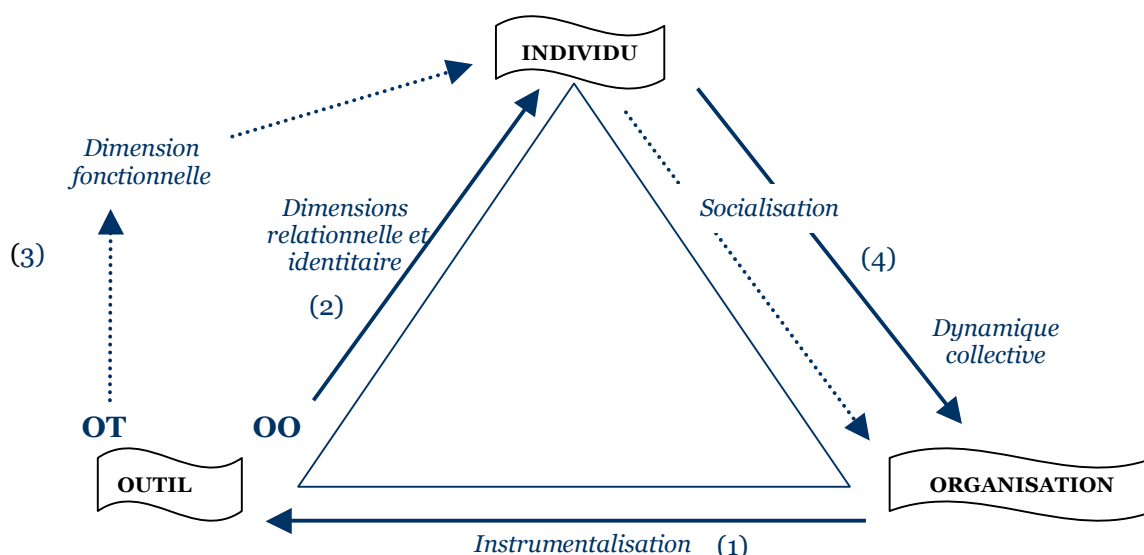 INDIVIDU
Dimension
fonctionnelle
Dimensions
relationnelle et
identitaire
Socialisation
(3)
(4)
(2)
Dynamique
collective
OT
OO
OUTIL
ORGANISATION
Instrumentalisation (1)